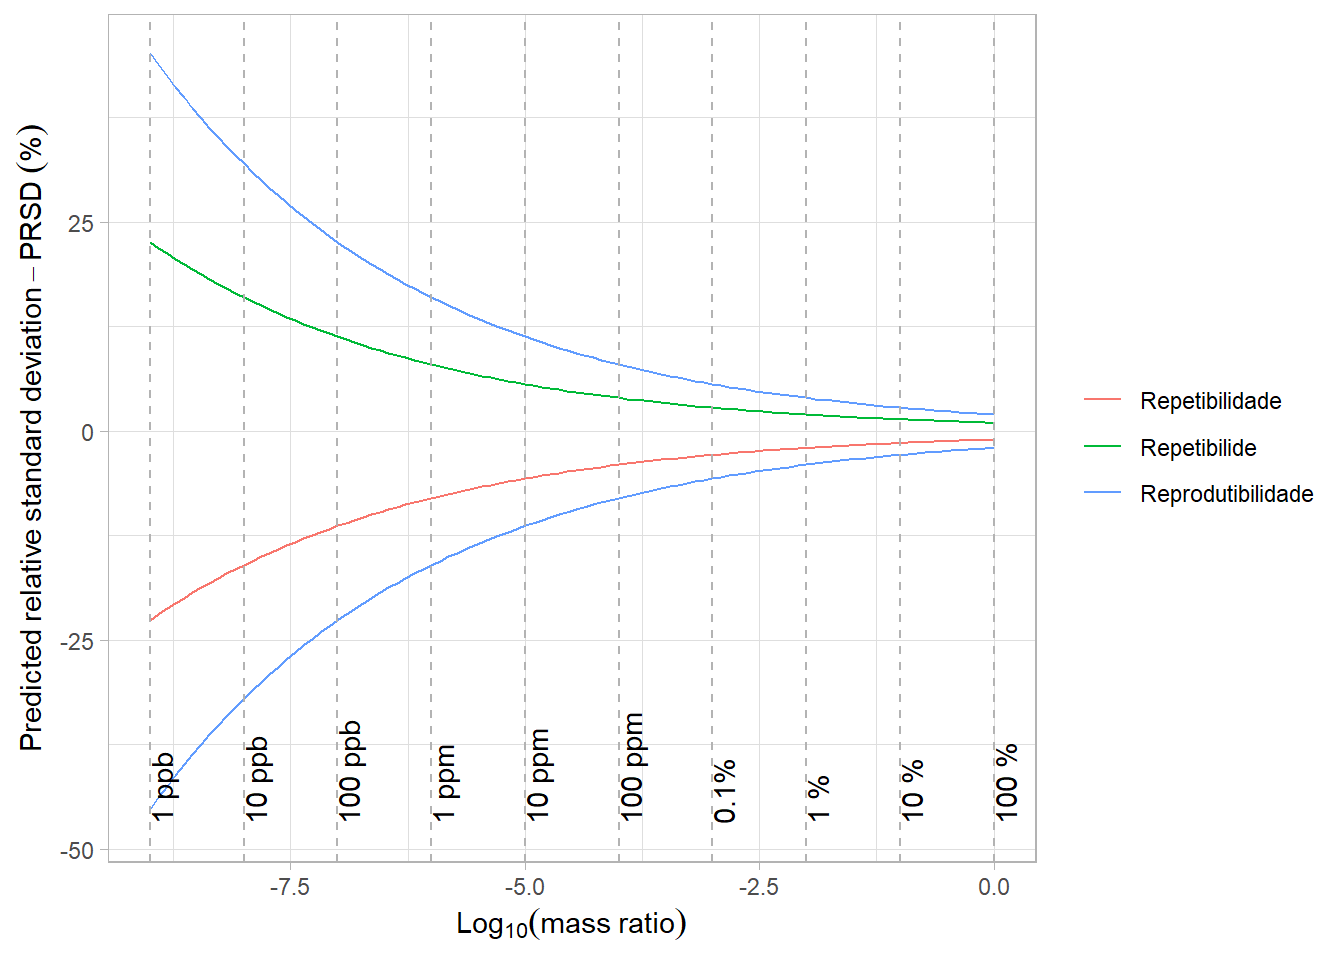 Predicted relative standard deviation – PRSD (%)
25
0
-25
-50
1 ppb
10 ppb
100 ppb
1 ppm
10 ppm
100 ppm
0.1%
1 %
10 %
100 %
-7.5
-5.0
-2.5
0.0
Log10(mass ratio)
Repetibilidade
Repetibilide
Reprodutibilidade